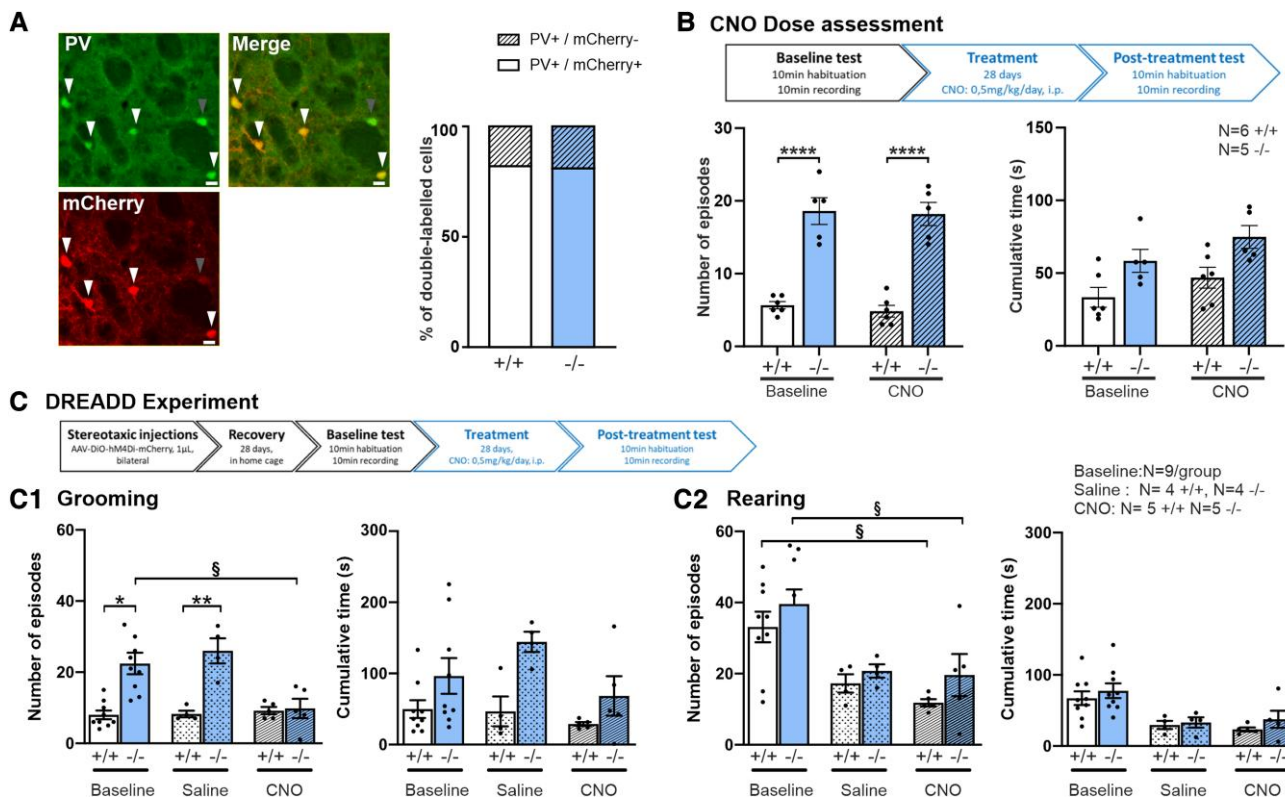 A
PV
Merge
mCherry
PV+ / mCherry-
PV+ / mCherry+
% of double-labelled cells
100
50
0
+/+
-/-
B CNO Dose assessment
Baseline test
10min habituation
10min recording
Treatment
28 days
CNO: 0,5mg/kg/day, i.p.
Post-treatment test
10min habituation
10min recording
Number of episodes
30
20
10
0
****
****
+/+ -/- +/+ -/-
Baseline CNO
Cumulative time (s)
150
100
50
0
N=6 +/+
N=5 -/-
+/+ -/- +/+ -/-
Baseline CNO
C DREADD Experiment
Stereotaxic injections
AAV-DiO-hM4Di-mCherry, 1µL,
bilateral
Recovery
28 days,
in home cage
Baseline test
10min habituation
10min recording
Treatment
28 days,
CNO: 0,5mg/kg/day, i.p.
Post-treatment test
10min habituation
10min recording
C1 Grooming
Number of episodes
60
40
20
0
*
**
§
+/+ -/- +/+ -/- +/+ -/-
Baseline Saline CNO
Cumulative time (s)
300
200
100
0
+/+ -/- +/+ -/- +/+ -/-
Baseline Saline CNO
C2 Rearing
Baseline:N=9/group
Saline : N= 4 +/+, N=4 -/-
CNO: N= 5 +/+ N=5 -/-
Number of episodes
60
40
20
0
§
§
+/+ -/- +/+ -/- +/+ -/-
Baseline Saline CNO
Cumulative time (s)
300
200
100
0
+/+ -/- +/+ -/- +/+ -/-
Baseline Saline CNO